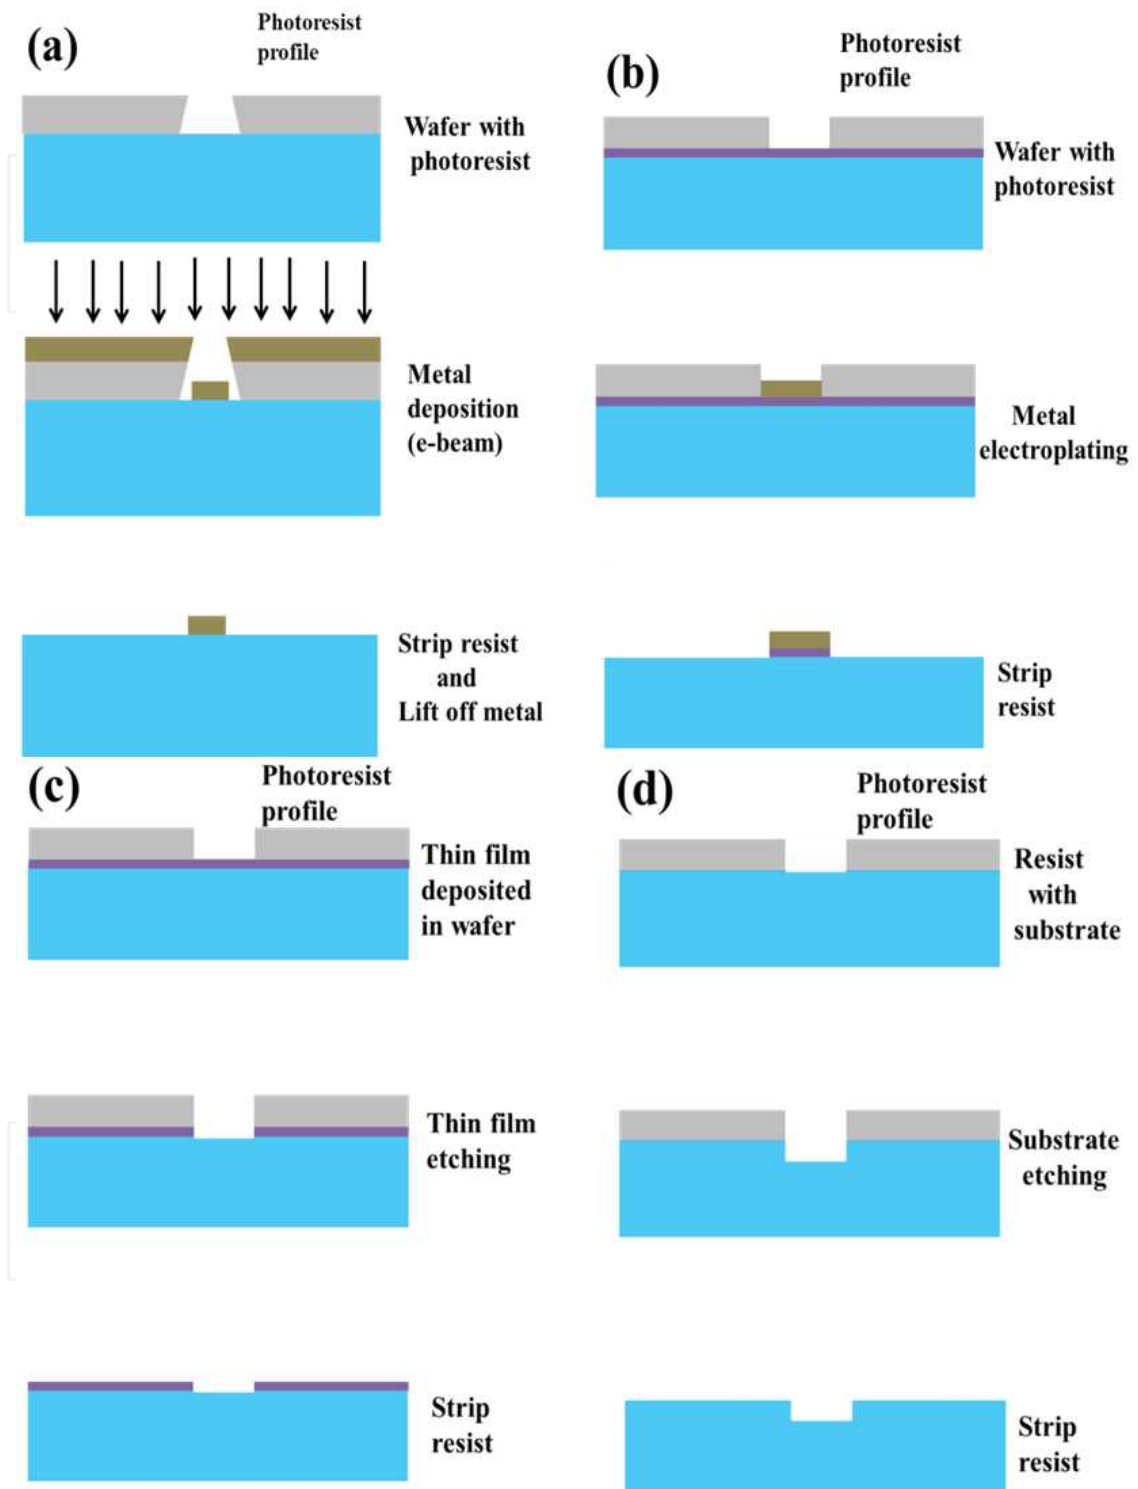 (a)
Photoresist
profile
Wafer with
photoresist
Metal
deposition
(e-beam)
Strip resist
and
Lift off metal
(b)
Photoresist
profile
Wafer with
photoresist
Metal
electroplating
Strip
resist
(c)
Photoresist
profile
Thin film
deposited
in wafer
Thin film
etching
Strip
resist
(d)
Photoresist
profile
Resist
with
substrate
Substrate
etching
Strip
resist